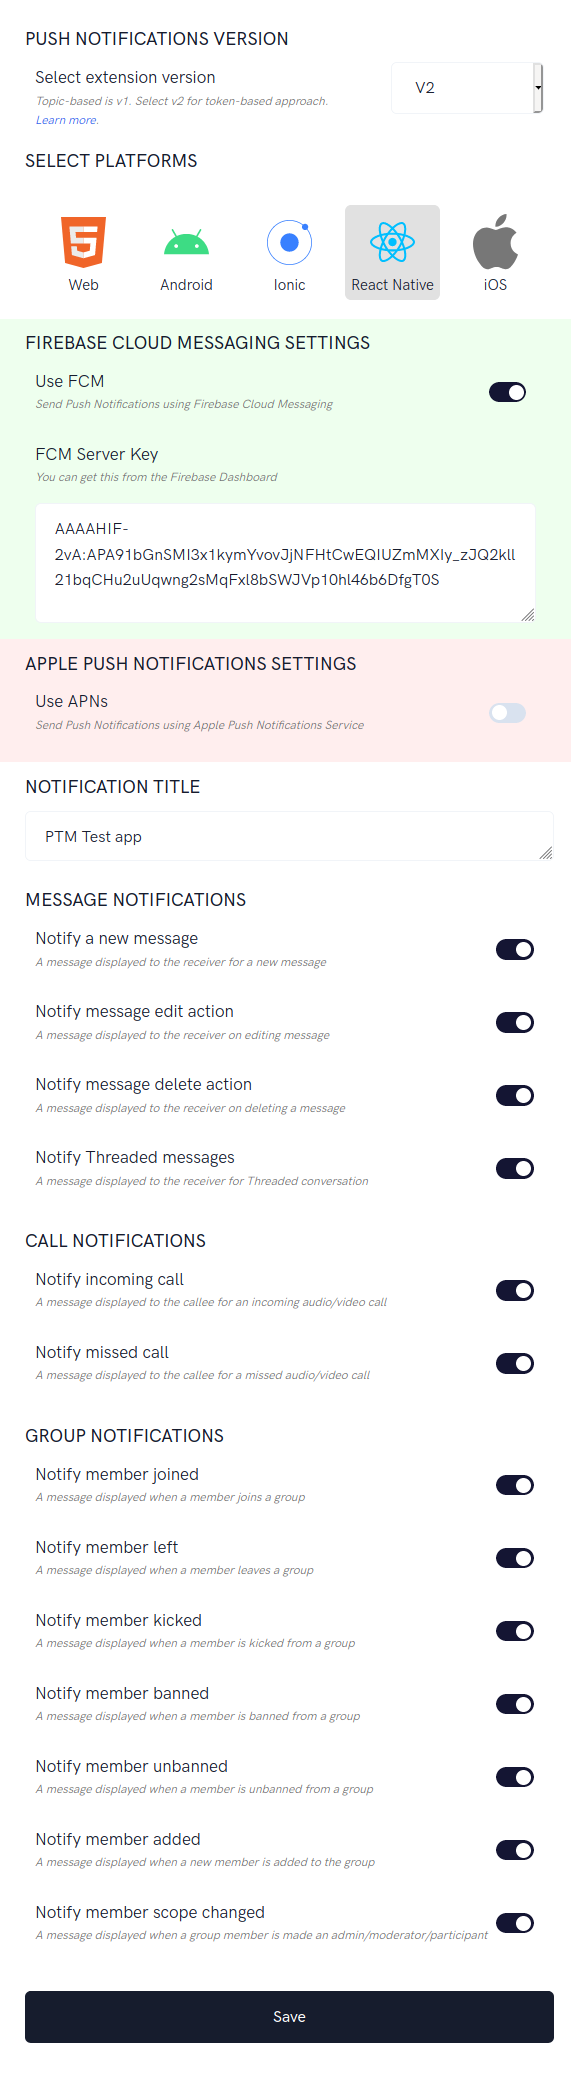 PUSH NOTIFICATIONS VERSION
Select extension version
Topic-based is v1. Select v2 for token-based approach.
Learn more.
V2
SELECT PLATFORMS
Web
Android
Ionic
React Native
iOS
FIREBASE CLOUD MESSAGING SETTINGS
Use FCM
Send Push Notifications using Firebase Cloud Messaging
FCM Server Key
You can get this from the Firebase Dashboard
AAAAHIF-
2vA:APA91bGnSMI3x1kymYvovJjNFHtCwEQIUZmMXIy_zJQ2kll
21bqCHu2uUqwng2sMqFxl8bSWJVp10hl46b6DfgT0S
APPLE PUSH NOTIFICATIONS SETTINGS
Use APNs
Send Push Notifications using Apple Push Notifications Service
NOTIFICATION TITLE
PTM Test app
MESSAGE NOTIFICATIONS
Notify a new message
A message displayed to the receiver for a new message
Notify message edit action
A message displayed to the receiver on editing message
Notify message delete action
A message displayed to the receiver on deleting a message
Notify Threaded messages
A message displayed to the receiver for Threaded conversation
CALL NOTIFICATIONS
Notify incoming call
A message displayed to the callee for an incoming audio/video call
Notify missed call
A message displayed to the callee for a missed audio/video call
GROUP NOTIFICATIONS
Notify member joined
A message displayed when a member joins a group
Notify member left
A message displayed when a member leaves a group
Notify member kicked
A message displayed when a member is kicked from a group
Notify member banned
A message displayed when a member is banned from a group
Notify member unbanned
A message displayed when a member is unbanned from a group
Notify member added
A message displayed when a new member is added to the group
Notify member scope changed
A message displayed when a group member is made an admin/moderator/participant
Save